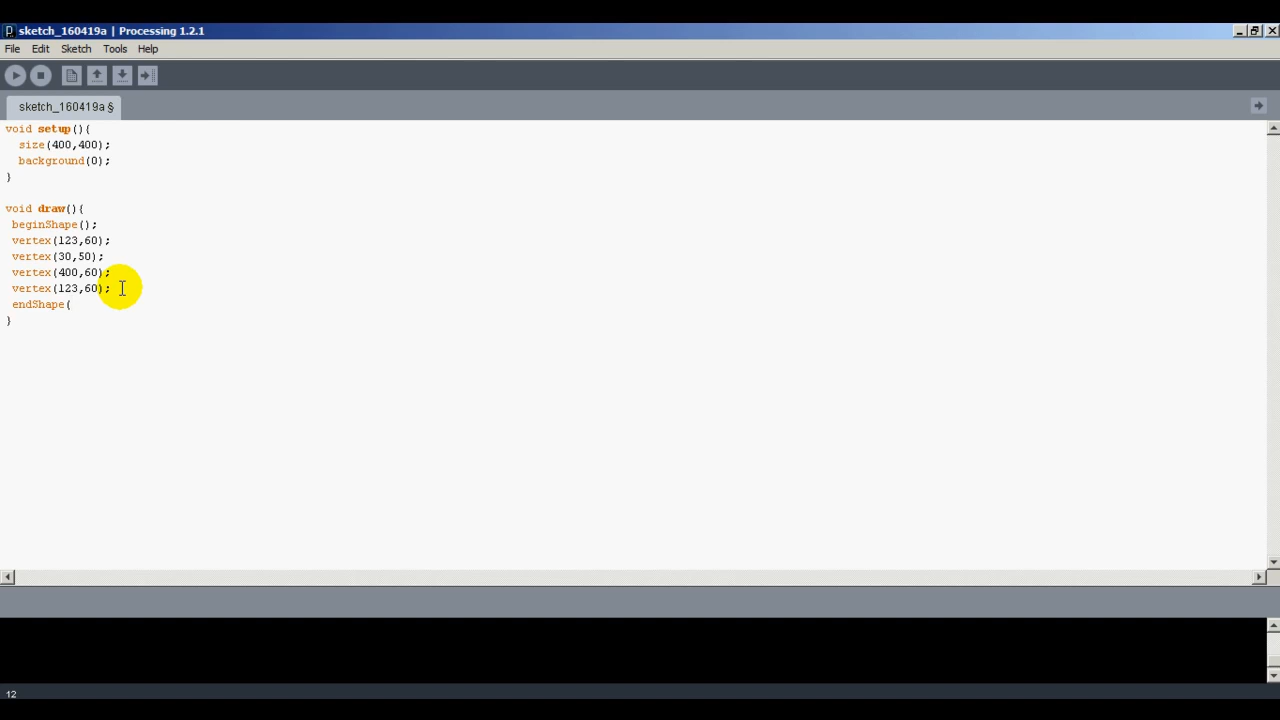 sketch_160419a | Processing 1.2.1
File Edit Sketch Tools Help
sketch_160419a §
void setup(){
  size(400,400);
  background(0);
}
void draw(){
 beginShape();
 vertex(123,60);
 vertex(30,50);
 vertex(400,60);
 vertex(123,60);
 endShape(
}
12